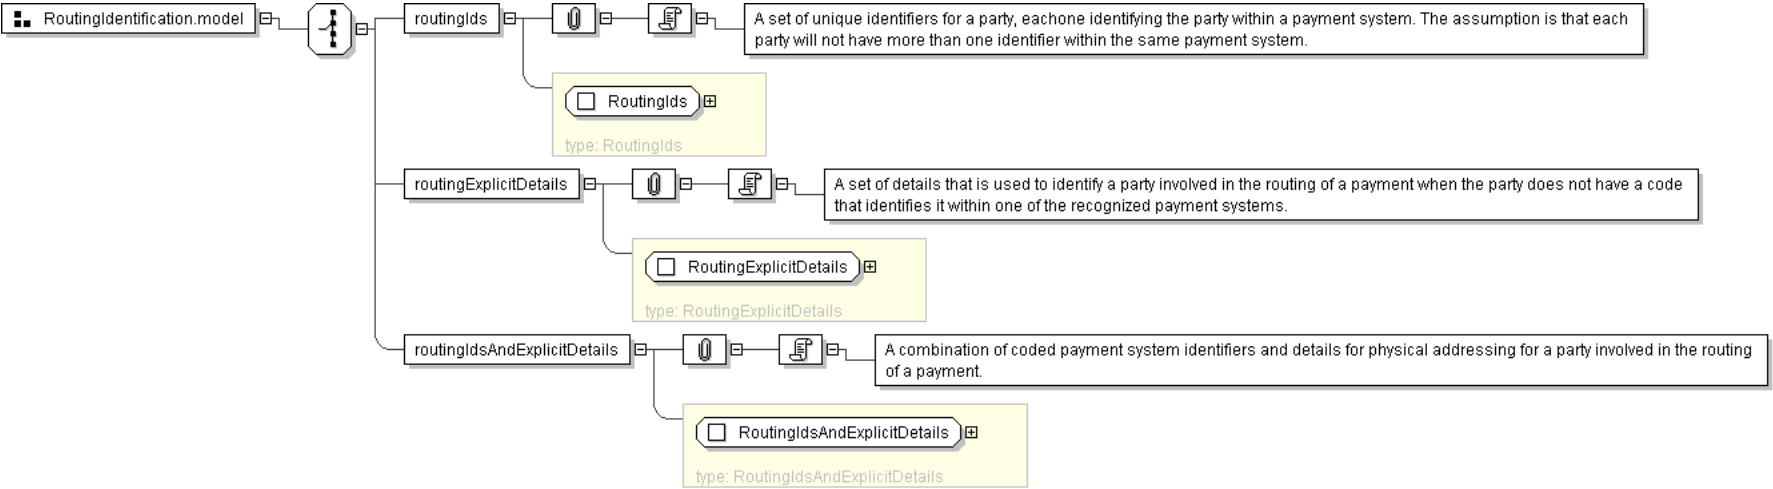 RoutingIdentification.model
routingIds
A set of unique identifiers for a party, eachone identifying the party within a payment system. The assumption is that each
party will not have more than one identifier within the same payment system.
RoutingIds
type: RoutingIds
routingExplicitDetails
A set of details that is used to identify a party involved in the routing of a payment when the party does not have a code
that identifies it within one of the recognized payment systems.
RoutingExplicitDetails
type: RoutingExplicitDetails
routingIdsAndExplicitDetails
A combination of coded payment system identifiers and details for physical addressing for a party involved in the routing
of a payment.
RoutingIdsAndExplicitDetails
type: RoutingIdsAndExplicitDetails